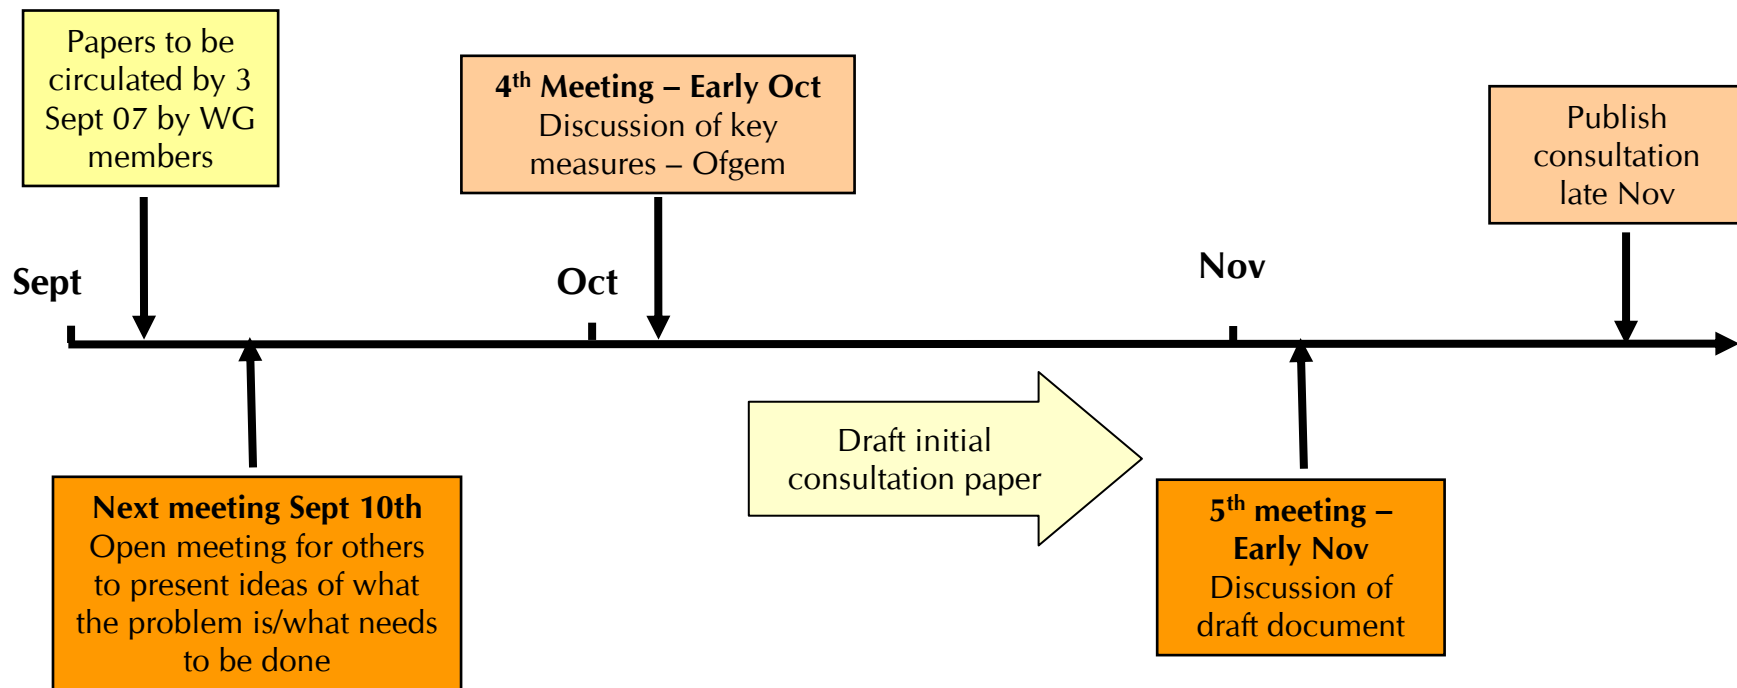 Papers to be
circulated by 3
Sept 07 by WG
members
4th Meeting – Early Oct
Discussion of key
measures – Ofgem
Publish
consultation
late Nov
Sept
Oct
Nov
Draft initial
consultation paper
Next meeting Sept 10th
Open meeting for others
to present ideas of what
the problem is/what needs
to be done
5th meeting –
Early Nov
Discussion of
draft document